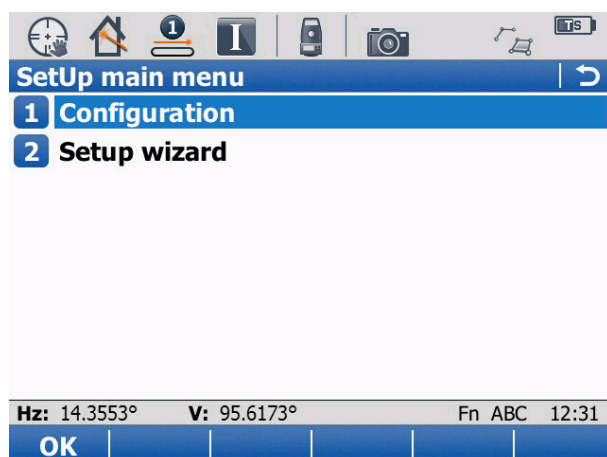 1 I TS
SetUp main menu
1 Configuration
2 Setup wizard
Hz: 14.3553° V: 95.6173° Fn ABC 12:31
OK